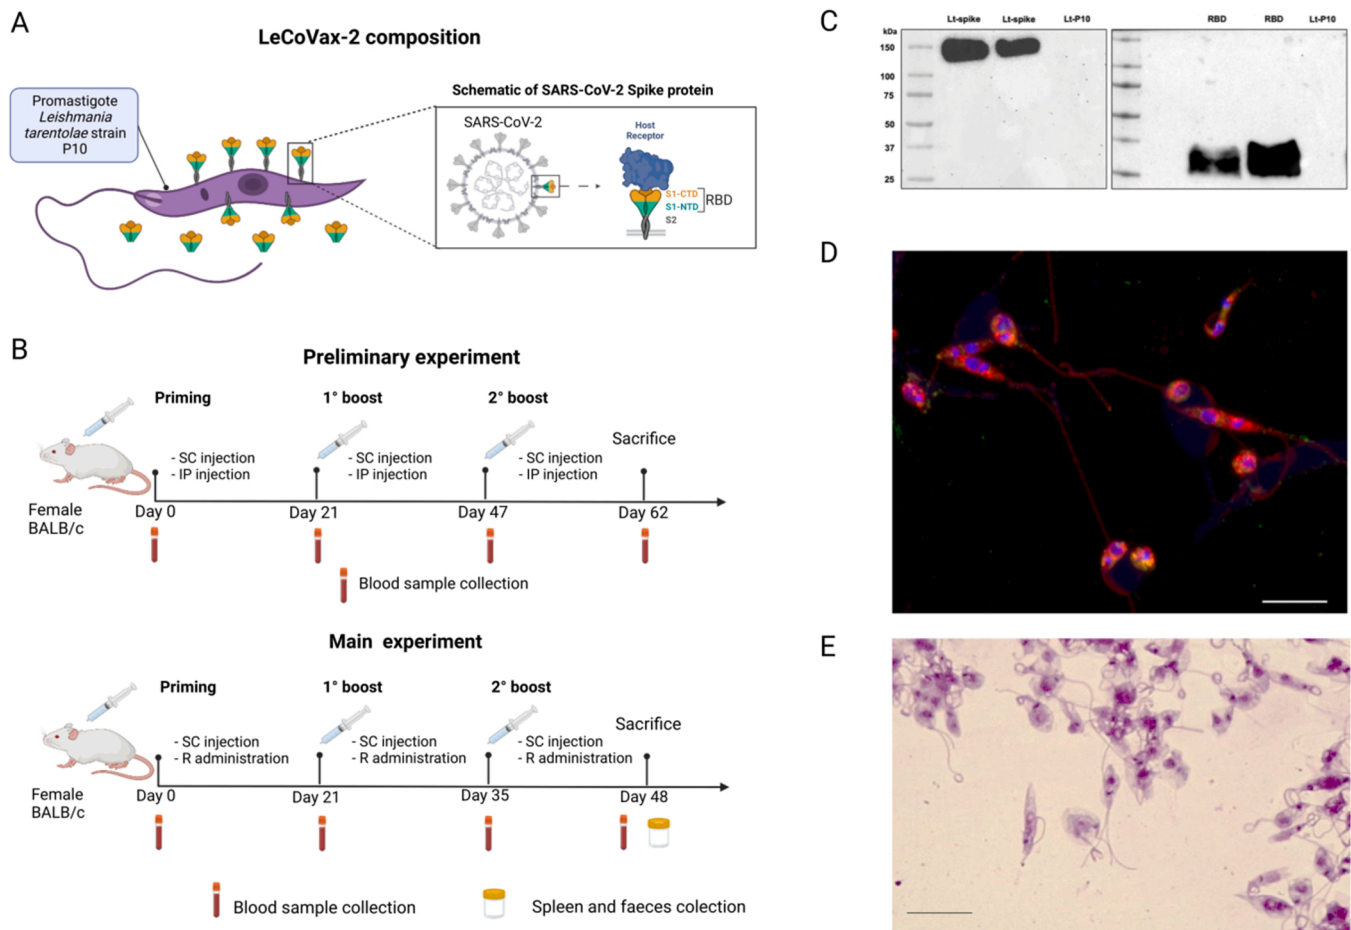 A
LeCoVax-2 composition
Promastigote
Leishmania
tarentolae strain
P10
Schematic of SARS-CoV-2 Spike protein
SARS-CoV-2
Host
Receptor
S1-CTD
S1-NTD
RBD
S2
B
Preliminary experiment
Priming
1° boost
2° boost
Sacrifice
- SC injection
- IP injection
- SC injection
- IP injection
- SC injection
- IP injection
Female
BALB/c
Day 0
Day 21
Day 47
Day 62
Blood sample collection
Main experiment
Priming
1° boost
2° boost
Sacrifice
- SC injection
- R administration
- SC injection
- R administration
- SC injection
- R administration
Female
BALB/c
Day 0
Day 21
Day 35
Day 48
Blood sample collection
Spleen and faeces colection
C
Lt-spike
Lt-spike
Lt-P10
RBD
RBD
Lt-P10
kDa
150
100
75
50
37
25
D
E